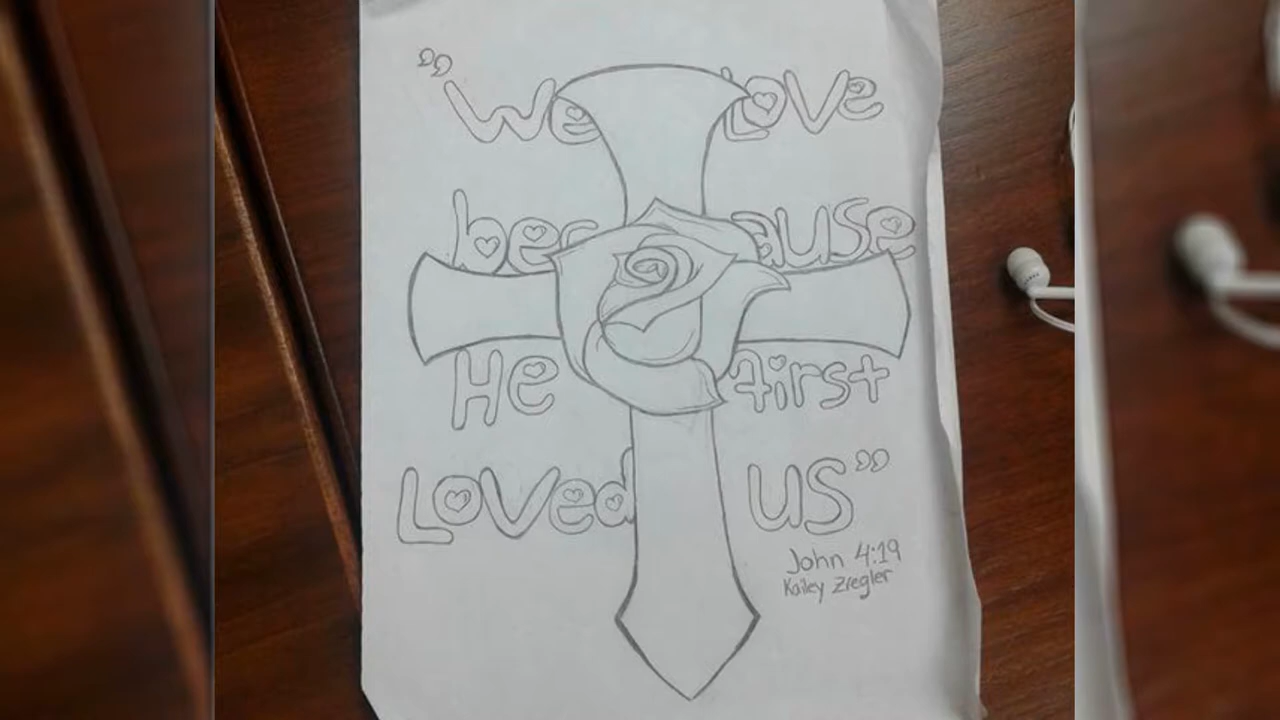 "We Love
because
He first
Loved us"
John 4:19
Kailey Ziegler